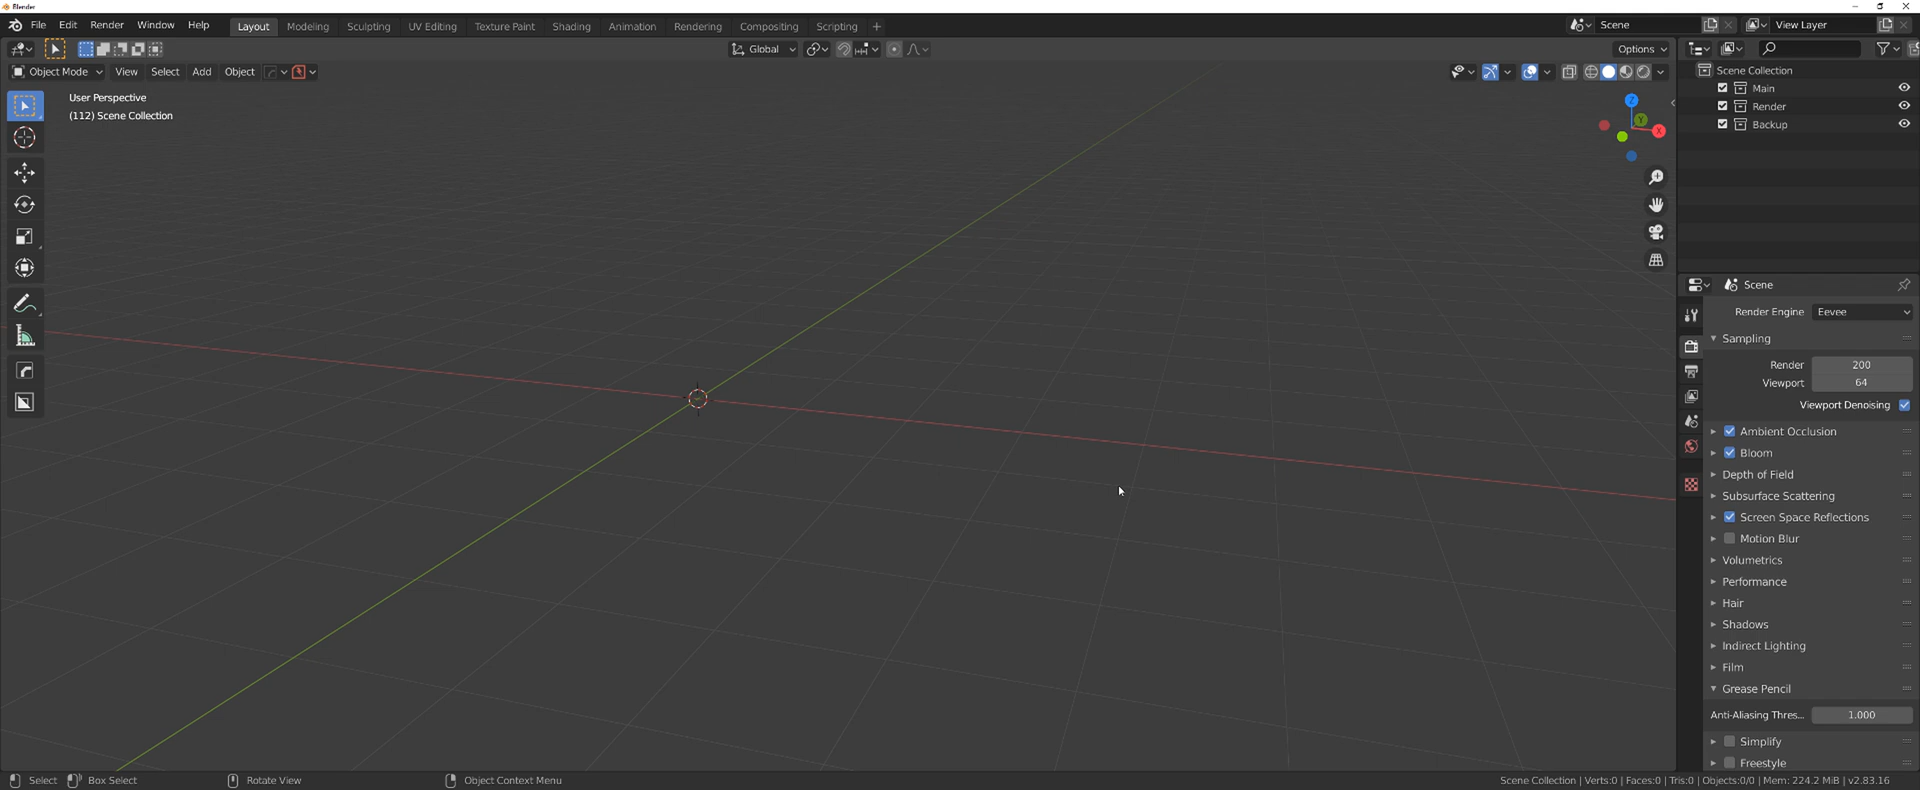 Blender
File Edit Render Window Help Layout Modeling Sculpting UV Editing Texture Paint Shading Animation Rendering Compositing Scripting + Scene View Layer
Global Options
Object Mode View Select Add Object
User Perspective
(112) Scene Collection
Z
Y
X
Scene Collection
Main
Render
Backup
Scene
Render Engine Eevee
Sampling
Render 200
Viewport 64
Viewport Denoising
Ambient Occlusion
Bloom
Depth of Field
Subsurface Scattering
Screen Space Reflections
Motion Blur
Volumetrics
Performance
Hair
Shadows
Indirect Lighting
Film
Grease Pencil
Anti-Aliasing Thres... 1.000
Simplify
Freestyle
Select Box Select Rotate View Object Context Menu Scene Collection | Verts:0 | Faces:0 | Tris:0 | Objects:0/0 | Mem: 224.2 MiB | v2.83.16